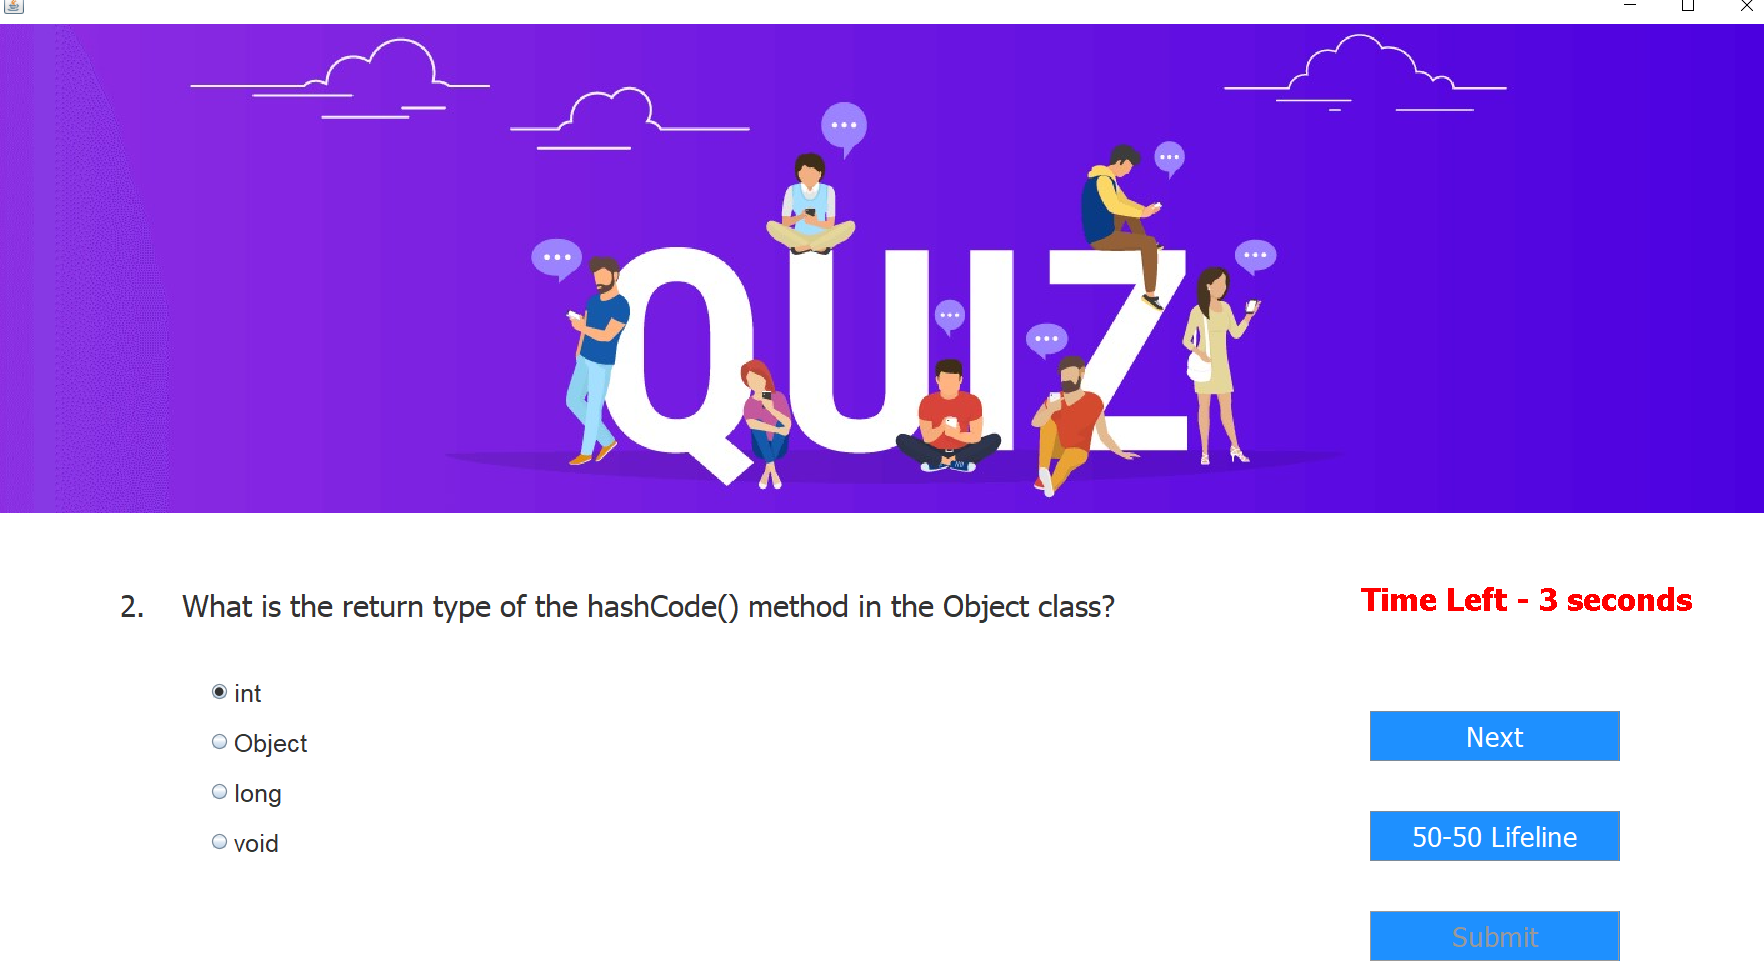 QUIZ
2. What is the return type of the hashCode() method in the Object class?
Time Left - 3 seconds
int
Object
long
void
Next
50-50 Lifeline
Submit